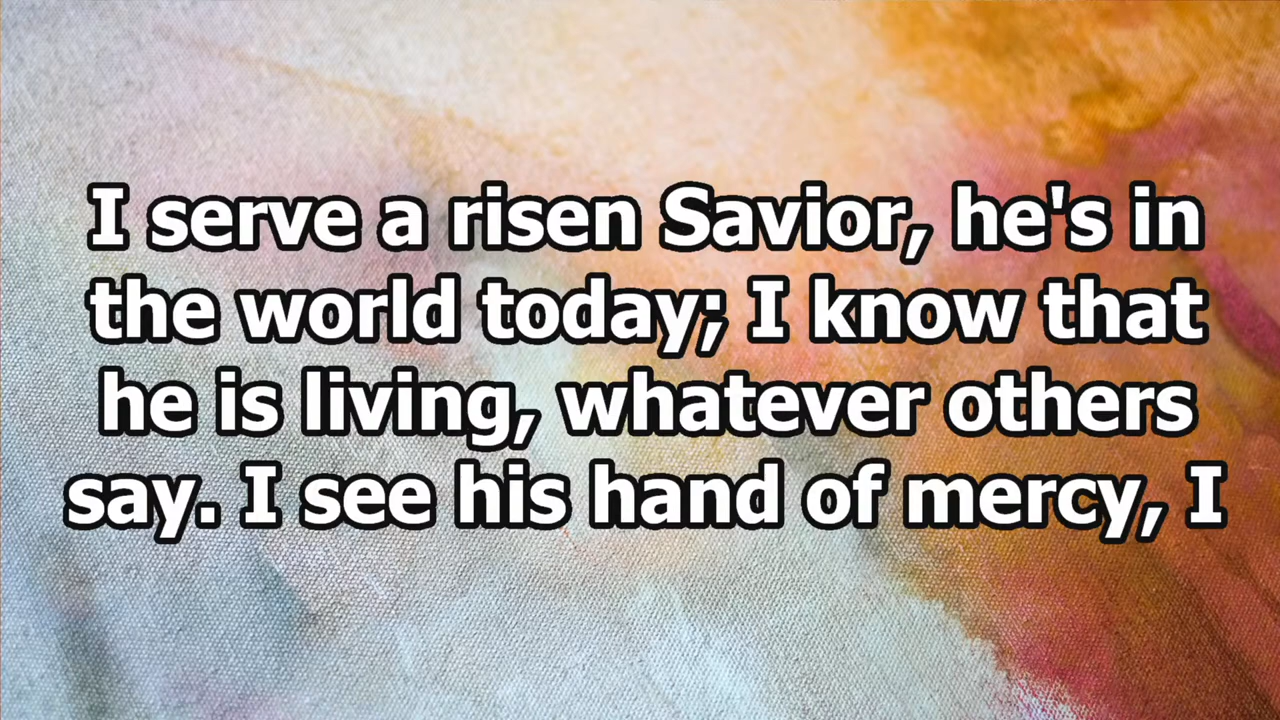 I serve a risen Savior, he's in
the world today; I know that
he is living, whatever others
say. I see his hand of mercy, I